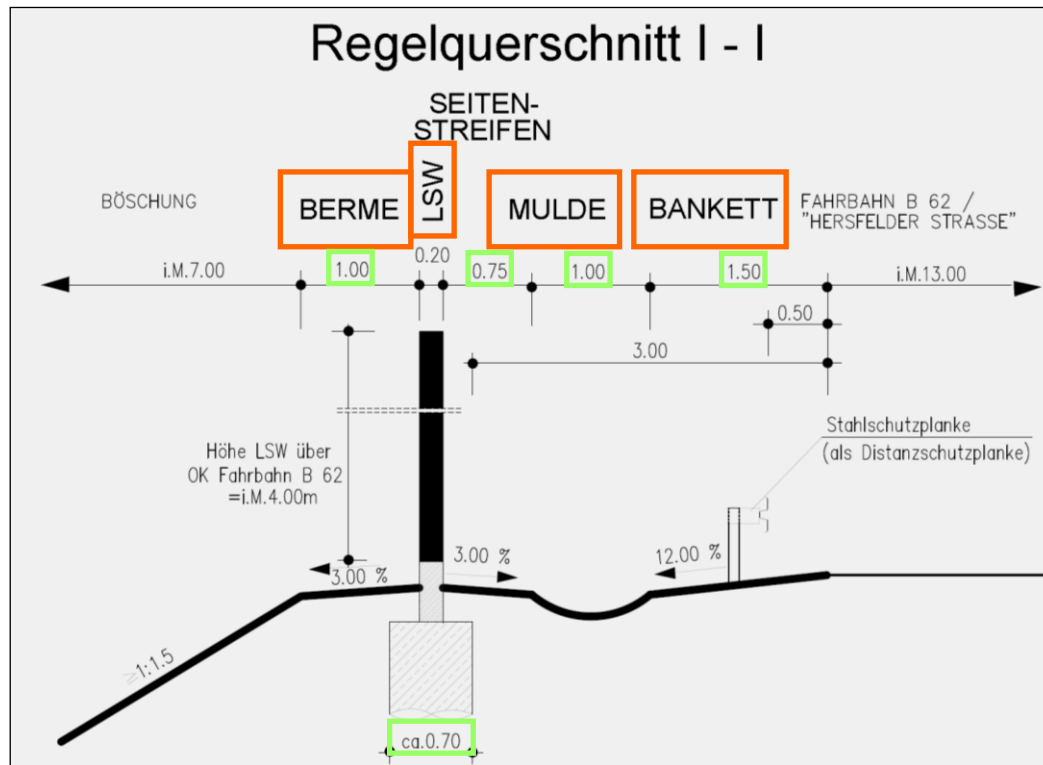 Regelquerschnitt I - I
SEITEN-
STREIFEN
BÖSCHUNG
BERME
LSW
MULDE
BANKETT
FAHRBAHN B 62 /
"HERSFELDER STRASSE"
i.M.7.00
1.00
0.20
0.75
1.00
1.50
i.M.13.00
0.50
3.00
Stahlschutzplanke
(als Distanzschutzplanke)
Höhe LSW über
OK Fahrbahn B 62
=i.M.4.00m
3.00 %
3.00 %
12.00 %
≥1:1.5
ca.0.70